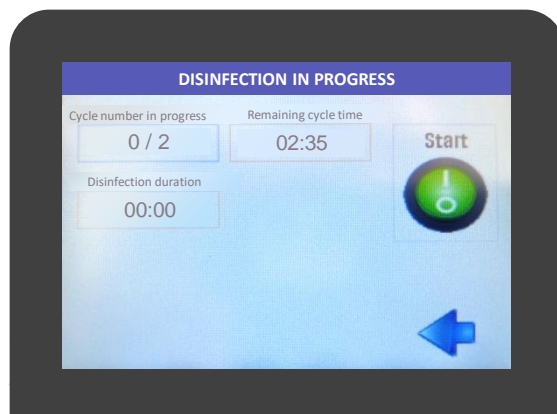 DISINFECTION IN PROGRESS
Cycle number in progress
0 / 2
Remaining cycle time
02:35
Start
Disinfection duration
00:00